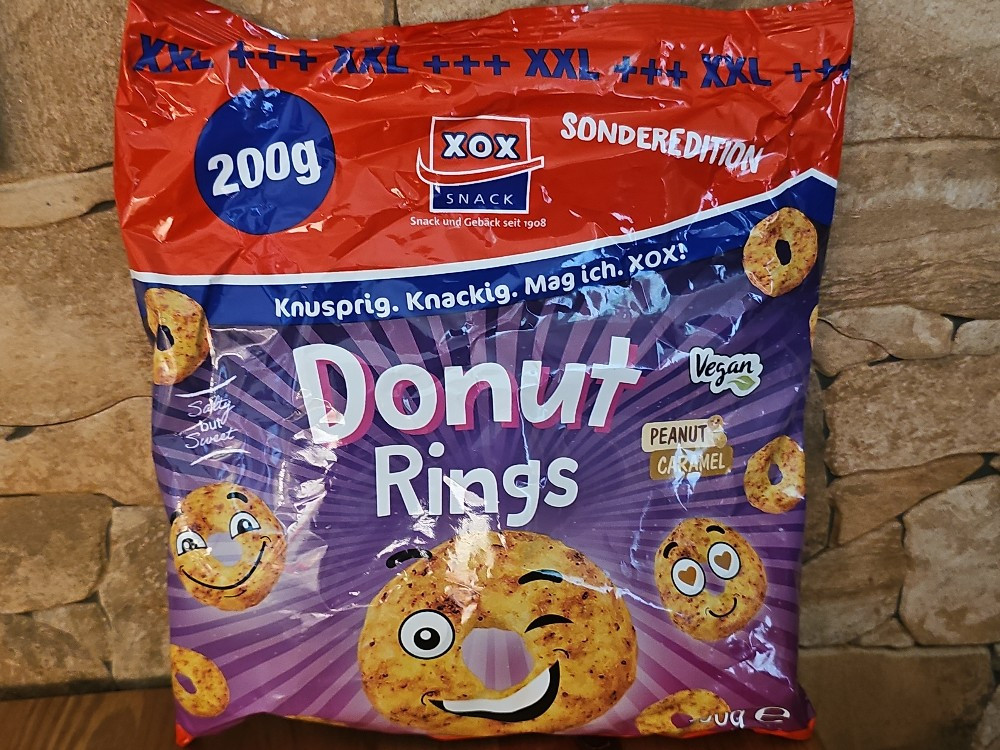 XXL +++ XXL +++ XXL +++ XXL +++
200g
XOX
SNACK
Snack und Gebäck seit 1908
SONDEREDITION
Knusprig. Knackig. Mag ich. XOX!
Donut
Rings
Vegan
Salty
but
Sweet
PEANUT
CARAMEL
℮